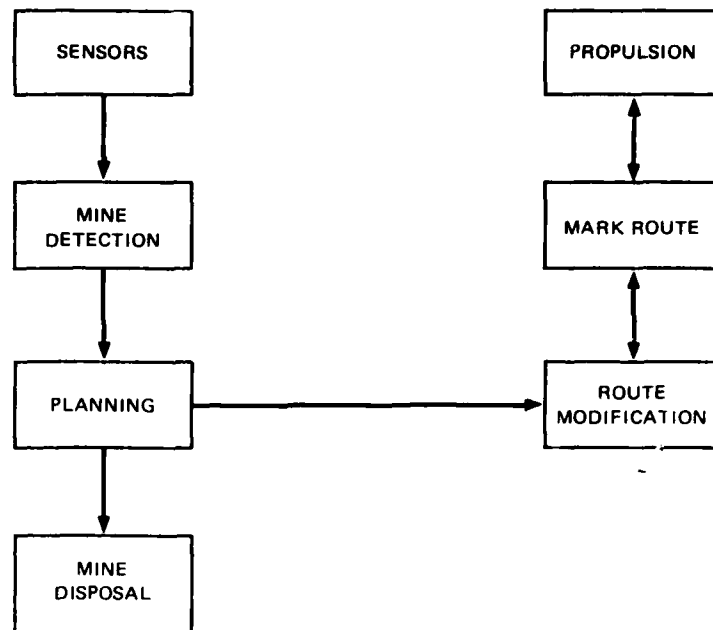 SENSORS
PROPULSION
MINE
DETECTION
MARK ROUTE
PLANNING
ROUTE
MODIFICATION
MINE
DISPOSAL